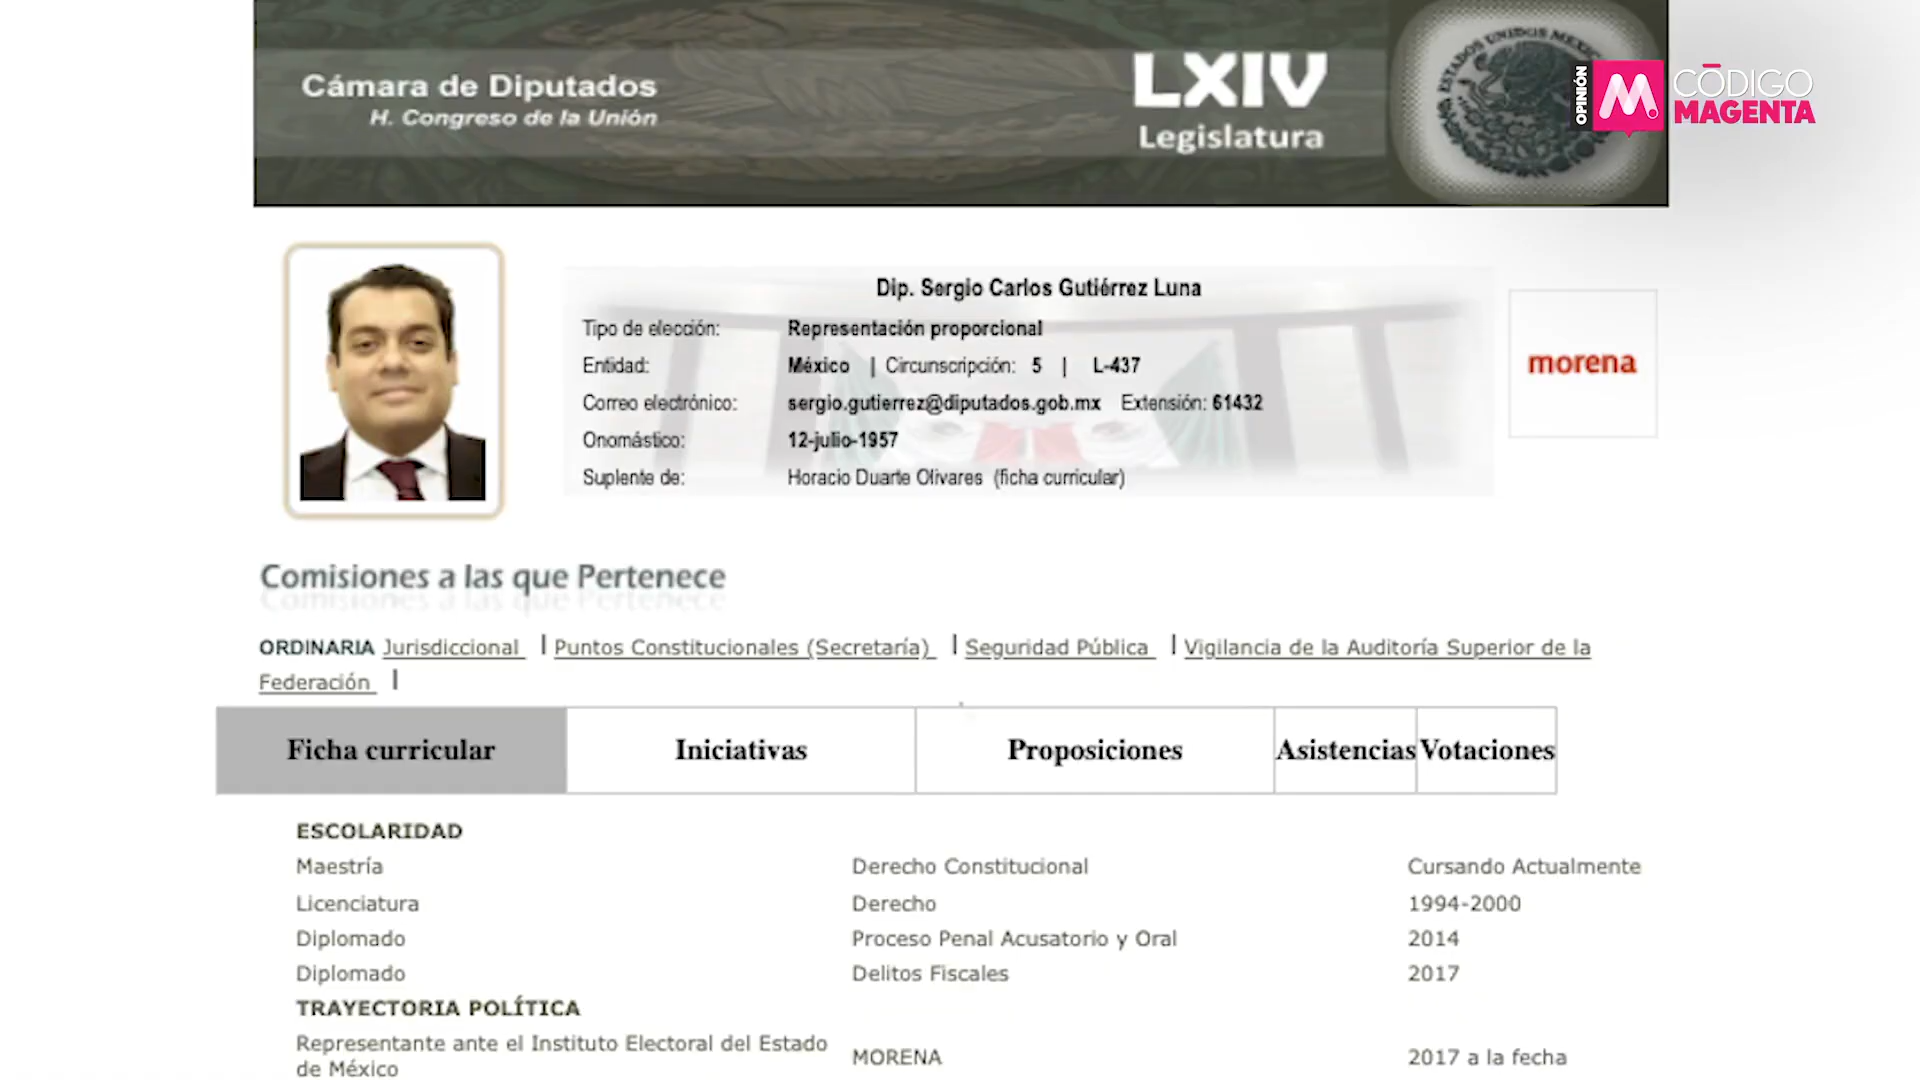 Cámara de Diputados
H. Congreso de la Unión
LXIV
Legislatura
ESTADOS UNIDOS MEXIC
OPINIÓN
M
CÓDIGO
MAGENTA
Dip. Sergio Carlos Gutiérrez Luna
Tipo de elección: Representación proporcional
Entidad: México | Circunscripción: 5 | L-437
Correo electrónico: sergio.gutierrez@diputados.gob.mx Extensión: 61432
Onomástico: 12-julio-1957
Suplente de: Horacio Duarte Olivares (ficha curricular)
morena
Comisiones a las que Pertenece
ORDINARIA Jurisdiccional | Puntos Constitucionales (Secretaría) | Seguridad Pública | Vigilancia de la Auditoría Superior de la
Federación |
Ficha curricular Iniciativas Proposiciones Asistencias Votaciones
ESCOLARIDAD
Maestría Derecho Constitucional Cursando Actualmente
Licenciatura Derecho 1994-2000
Diplomado Proceso Penal Acusatorio y Oral 2014
Diplomado Delitos Fiscales 2017
TRAYECTORIA POLÍTICA
Representante ante el Instituto Electoral del Estado
de México MORENA 2017 a la fecha